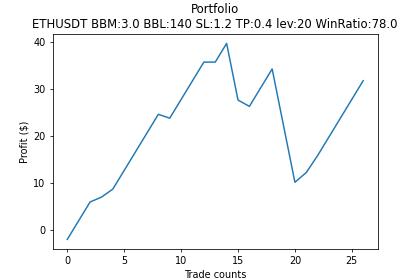 Portfolio
ETHUSDT BBM:3.0 BBL:140 SL:1.2 TP:0.4 lev:20 WinRatio:78.0
40
30
20
10
0
Profit ($)
0 5 10 15 20 25
Trade counts